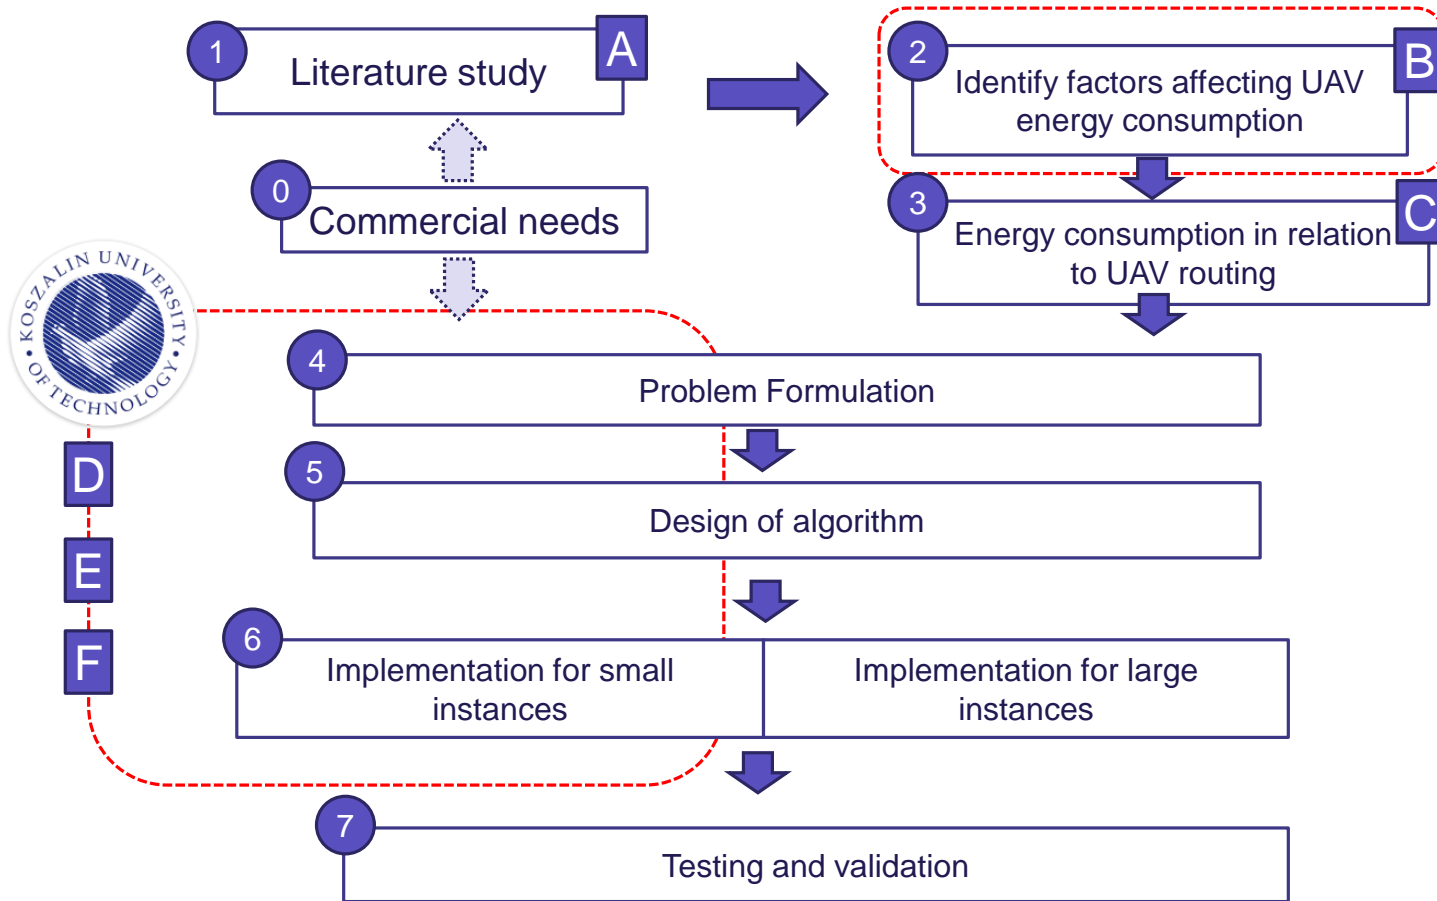 1
Literature study
A
2
Identify factors affecting UAV
energy consumption
B
0
Commercial needs
3
Energy consumption in relation
to UAV routing
C
KOSZALIN UNIVERSITY
• OF TECHNOLOGY •
4
Problem Formulation
D
5
Design of algorithm
E
F
6
Implementation for small
instances
Implementation for large
instances
7
Testing and validation